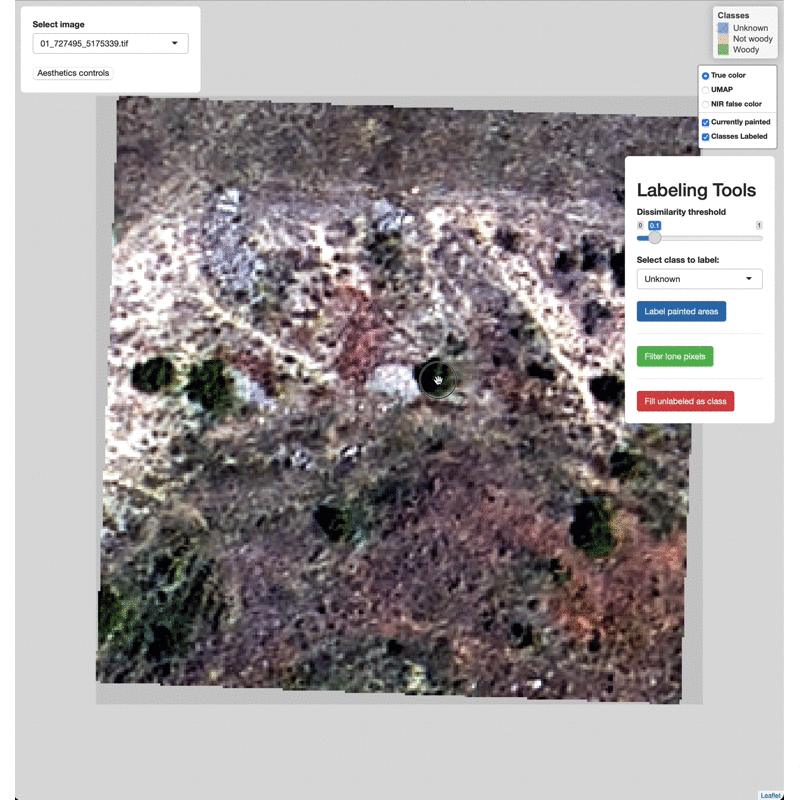 Select image
01_727495_5175339.tif
Aesthetics controls
Classes
Unknown
Not woody
Woody
True color
UMAP
NIR false color
Currently painted
Classes Labeled
Labeling Tools
Dissimilarity threshold
0 0.1 1
Select class to label:
Unknown
Label painted areas
Filter lone pixels
Fill unlabeled as class
Leaflet